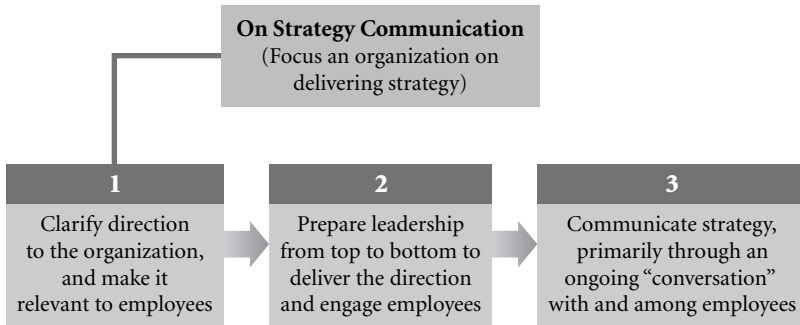 On Strategy Communication
(Focus an organization on
delivering strategy)
1
Clarify direction
to the organization,
and make it
relevant to employees
2
Prepare leadership
from top to bottom to
deliver the direction
and engage employees
3
Communicate strategy,
primarily through an
ongoing “conversation”
with and among employees